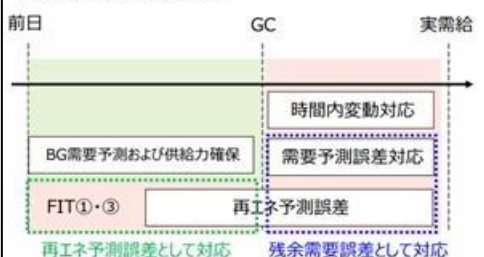 前日 GC 実需給
時間内変動対応
BG需要予測および供給力確保 需要予測誤差対応
FIT①・③ 再エネ予測誤差
再エネ予測誤差として対応 残余需要誤差として対応